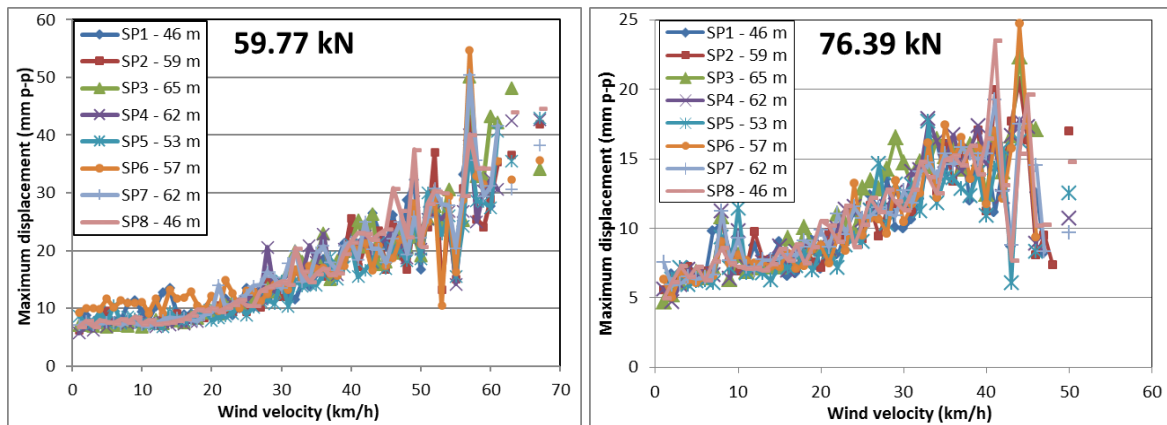 59.77 kN
SP1 - 46 m
SP2 - 59 m
SP3 - 65 m
SP4 - 62 m
SP5 - 53 m
SP6 - 57 m
SP7 - 62 m
SP8 - 46 m
Maximum displacement (mm p-p)
60
50
40
30
20
10
0
0 10 20 30 40 50 60 70
Wind velocity (km/h)
76.39 kN
SP1 - 46 m
SP2 - 59 m
SP3 - 65 m
SP4 - 62 m
SP5 - 53 m
SP6 - 57 m
SP7 - 62 m
SP8 - 46 m
Maximum displacement (mm p-p)
25
20
15
10
5
0
0 10 20 30 40 50 60
Wind velocity (km/h)